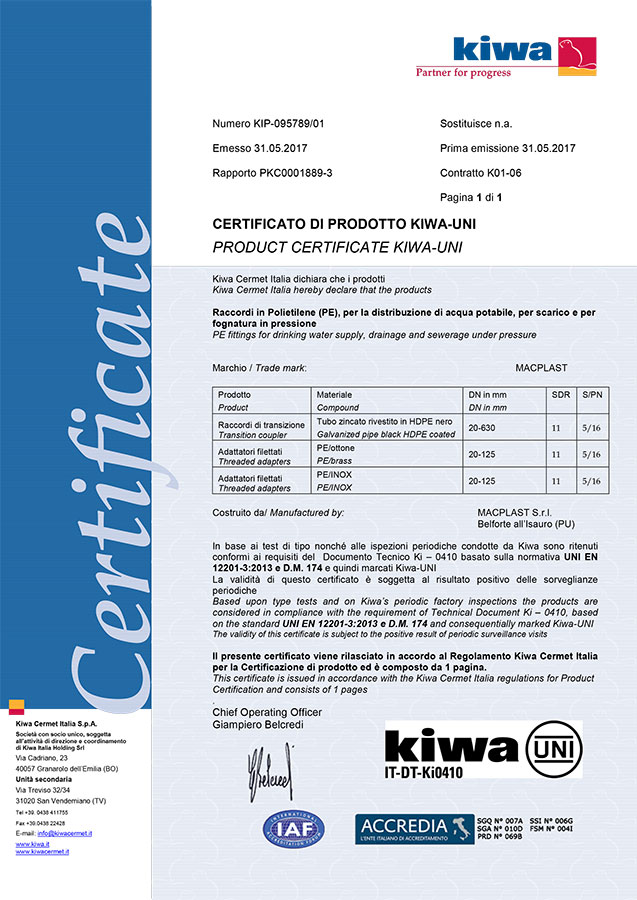 kiwa
Partner for progress
Certificate
Numero KIP-095789/01
Sostituisce n.a.
Emesso 31.05.2017
Prima emissione 31.05.2017
Rapporto PKC0001889-3
Contratto K01-06
Pagina 1 di 1
CERTIFICATO DI PRODOTTO KIWA-UNI
PRODUCT CERTIFICATE KIWA-UNI
Kiwa Cermet Italia dichiara che i prodotti
Kiwa Cermet Italia hereby declare that the products
Raccordi in Polietilene (PE), per la distribuzione di acqua potabile, per scarico e per
fognatura in pressione
PE fittings for drinking water supply, drainage and sewerage under pressure
Marchio / Trade mark: MACPLAST
Prodotto Materiale DN in mm SDR S/PN
Product Compound DN in mm
Raccordi di transizione Tubo zincato rivestito in HDPE nero 20-630 11 5/16
Transition coupler Galvanized pipe black HDPE coated
Adattatori filettati PE/ottone 20-125 11 5/16
Threaded adapters PE/brass
Adattatori filettati PE/INOX 20-125 11 5/16
Threaded adapters PE/INOX
Costruito da/ Manufactured by: MACPLAST S.r.l.
Belforte all'Isauro (PU)
In base ai test di tipo nonché alle ispezioni periodiche condotte da Kiwa sono ritenuti
conformi ai requisiti del Documento Tecnico Ki – 0410 basato sulla normativa UNI EN
12201-3:2013 e D.M. 174 e quindi marcati Kiwa-UNI
La validità di questo certificato è soggetta al risultato positivo delle sorveglianze
periodiche
Based upon type tests and on Kiwa's periodic factory inspections the products are
considered in compliance with the requirement of Technical Document Ki – 0410, based
on the standard UNI EN 12201-3:2013 e D.M. 174 and consequentially marked Kiwa-UNI
The validity of this certificate is subject to the positive result of periodic surveillance visits
Il presente certificato viene rilasciato in accordo al Regolamento Kiwa Cermet Italia
per la Certificazione di prodotto ed è composto da 1 pagina.
This certificate is issued in accordance with the Kiwa Cermet Italia regulations for Product
Certification and consists of 1 pages
.
Chief Operating Officer
Giampiero Belcredi
kiwa UNI
IT-DT-Ki0410
INTERNATIONAL
IAF
ACCREDITATION FORUM
ACCREDIA
L'ENTE ITALIANO DI ACCREDITAMENTO
SGQ N° 007A SSI N° 006G
SGA N° 010D FSM N° 004I
PRD N° 069B
Kiwa Cermet Italia S.p.A.
Società con socio unico, soggetta
all'attività di direzione e coordinamento
di Kiwa Italia Holding Srl
Via Cadriano, 23
40057 Granarolo dell'Emilia (BO)
Unità secondaria
Via Treviso 32/34
31020 San Vendemiano (TV)
Tel +39. 0438 411755
Fax +39.0438 22428
E-mail: info@kiwacermet.it
www.kiwa.it
www.kiwacermet.it